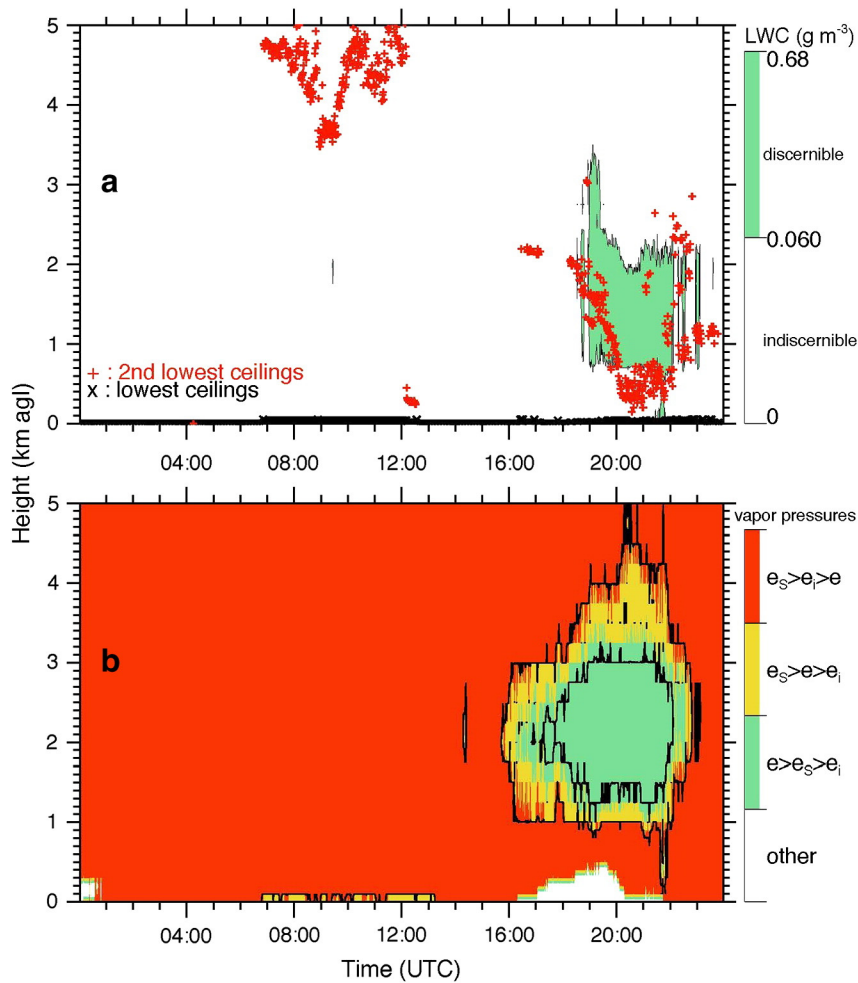 5
4
3
2
1
0
a
+ : 2nd lowest ceilings
x : lowest ceilings
04:00 08:00 12:00 16:00 20:00
LWC (g m⁻³)
0.68
discernible
0.060
indiscernible
0
Height (km agl)
5
4
3
2
1
0
b
04:00 08:00 12:00 16:00 20:00
Time (UTC)
vapor pressures
eS>ei>e
eS>e>ei
e>eS>ei
other